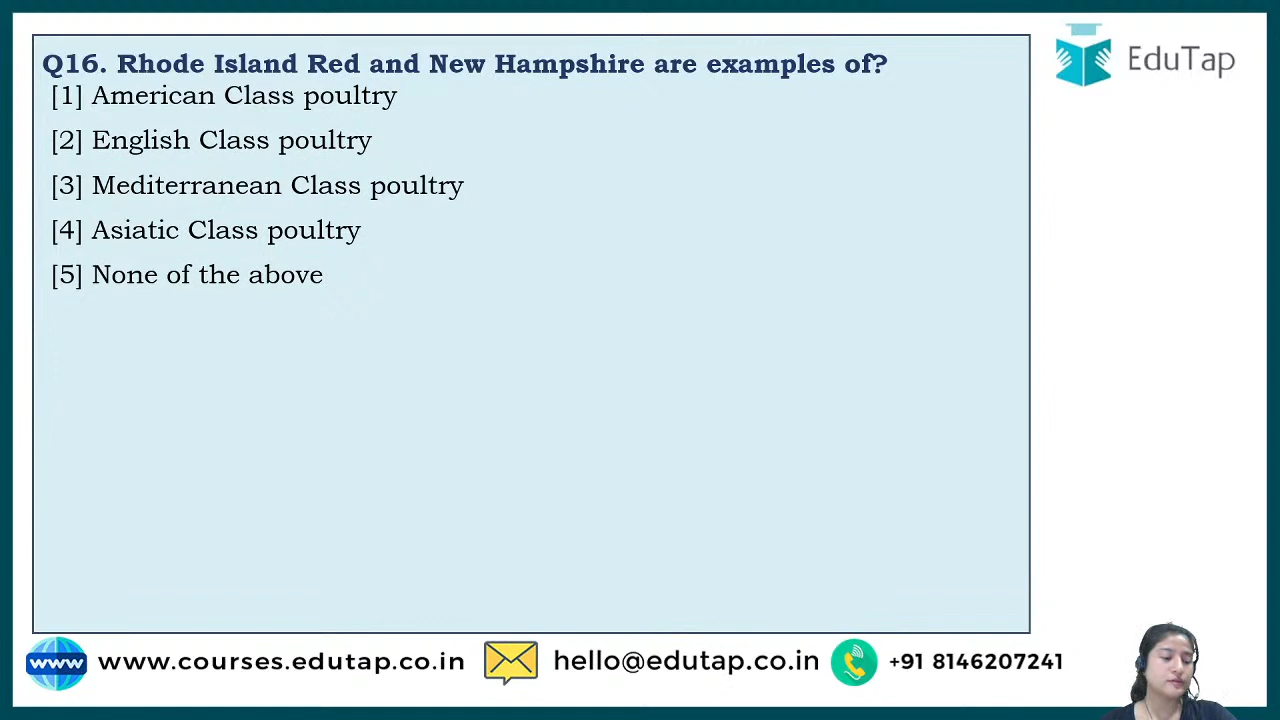 Q16. Rhode Island Red and New Hampshire are examples of?
[1] American Class poultry
[2] English Class poultry
[3] Mediterranean Class poultry
[4] Asiatic Class poultry
[5] None of the above
EduTap
www www.courses.edutap.co.in hello@edutap.co.in +91 8146207241